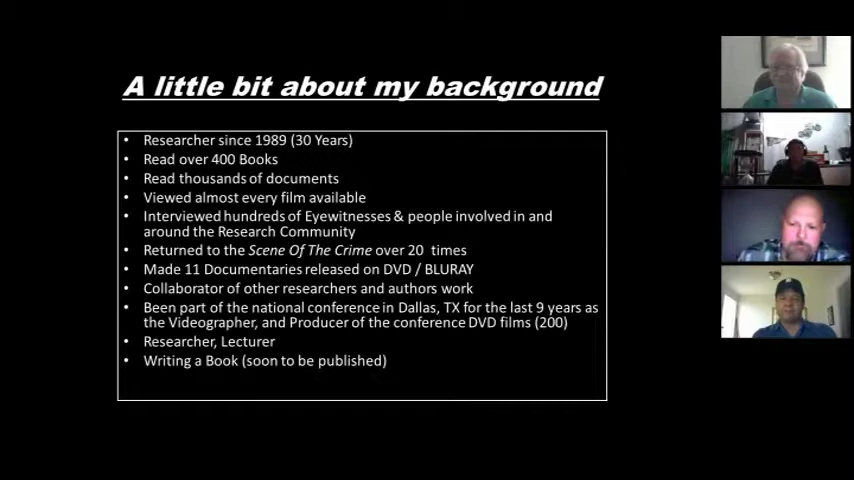 A little bit about my background
• Researcher since 1989 (30 Years)
• Read over 400 Books
• Read thousands of documents
• Viewed almost every film available
• Interviewed hundreds of Eyewitnesses & people involved in and
around the Research Community
• Returned to the Scene Of The Crime over 20 times
• Made 11 Documentaries released on DVD / BLURAY
• Collaborator of other researchers and authors work
• Been part of the national conference in Dallas, TX for the last 9 years as
the Videographer, and Producer of the conference DVD films (200)
• Researcher, Lecturer
• Writing a Book (soon to be published)